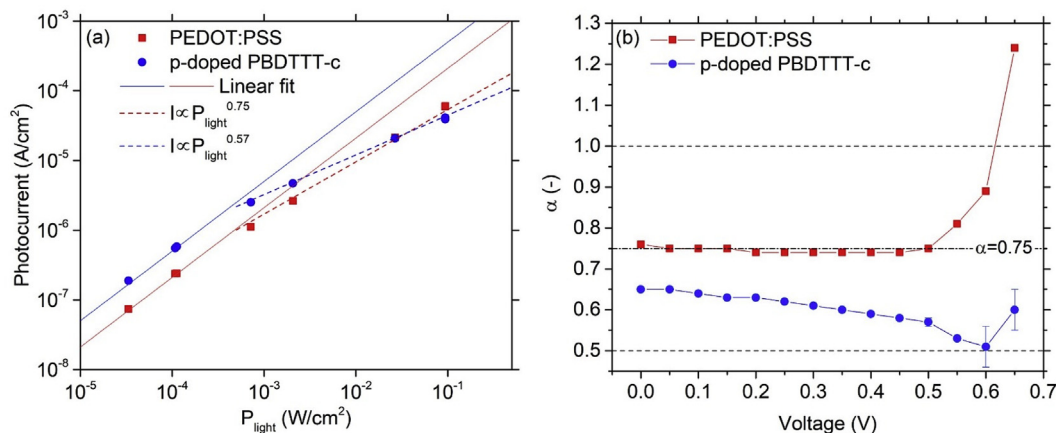 (a)
PEDOT:PSS
p-doped PBDTTT-c
Linear fit
I∝P_light^0.75
I∝P_light^0.57
10^-3
10^-4
10^-5
10^-6
10^-7
10^-8
Photocurrent (A/cm²)
10^-5 10^-4 10^-3 10^-2 10^-1
P_light (W/cm²)
(b)
PEDOT:PSS
p-doped PBDTTT-c
1.3
1.2
1.1
1.0
0.9
0.8
0.7
0.6
0.5
α (-)
α=0.75
0.0 0.1 0.2 0.3 0.4 0.5 0.6 0.7
Voltage (V)